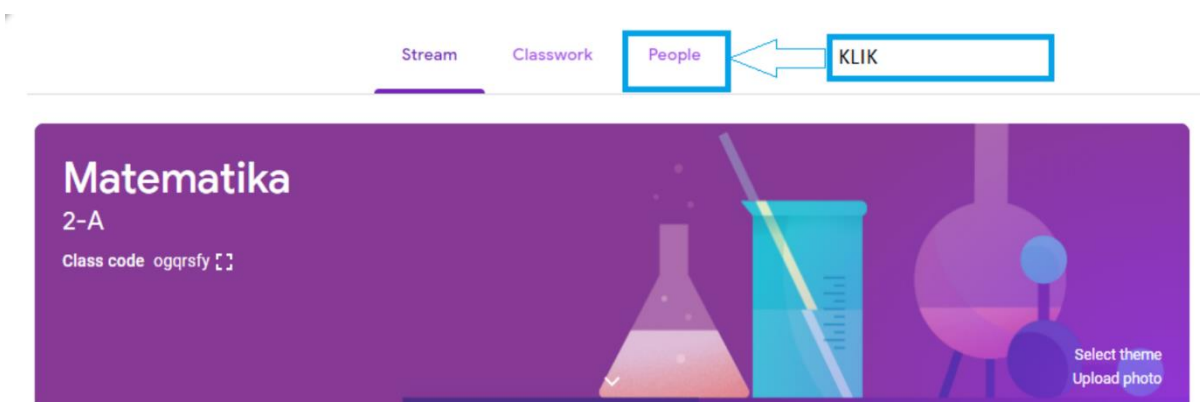 Stream Classwork People KLIK
Matematika
2-A
Class code ogqrsfy
Select theme
Upload photo